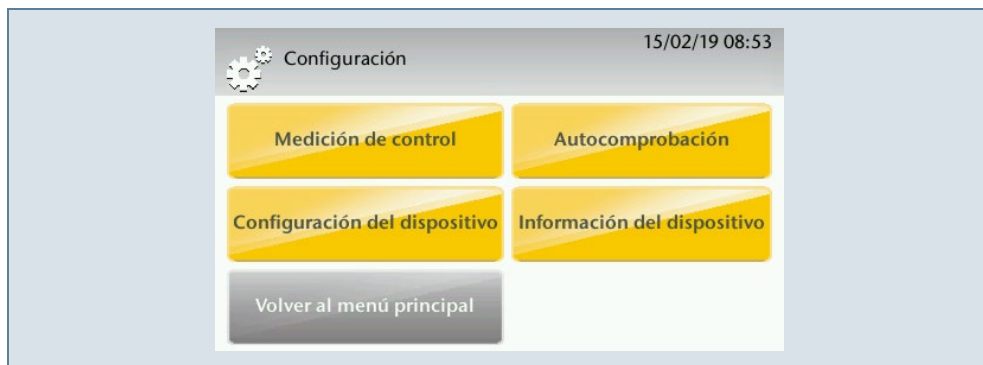 Configuración
15/02/19 08:53
Medición de control
Autocomprobación
Configuración del dispositivo
Información del dispositivo
Volver al menú principal